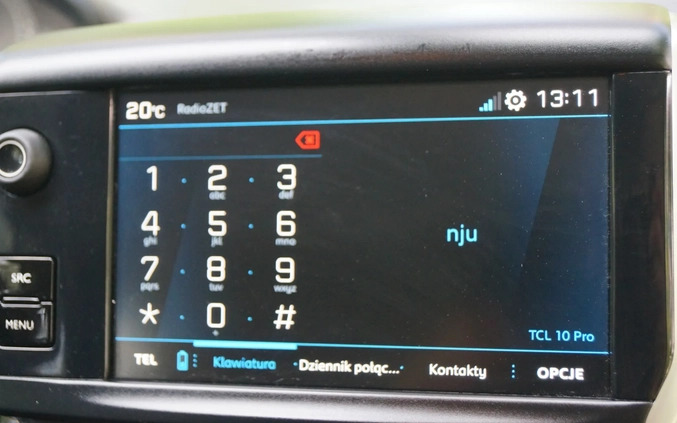 20°C RadioZET 13:11
1 2 3
abc def
4 5 6
ghi jkl mno
7 8 9
pqrs tuv wxyz
* 0 #
+
nju
TCL 10 Pro
TEL Klawiatura Dziennik połąc... Kontakty OPCJE
SRC
MENU